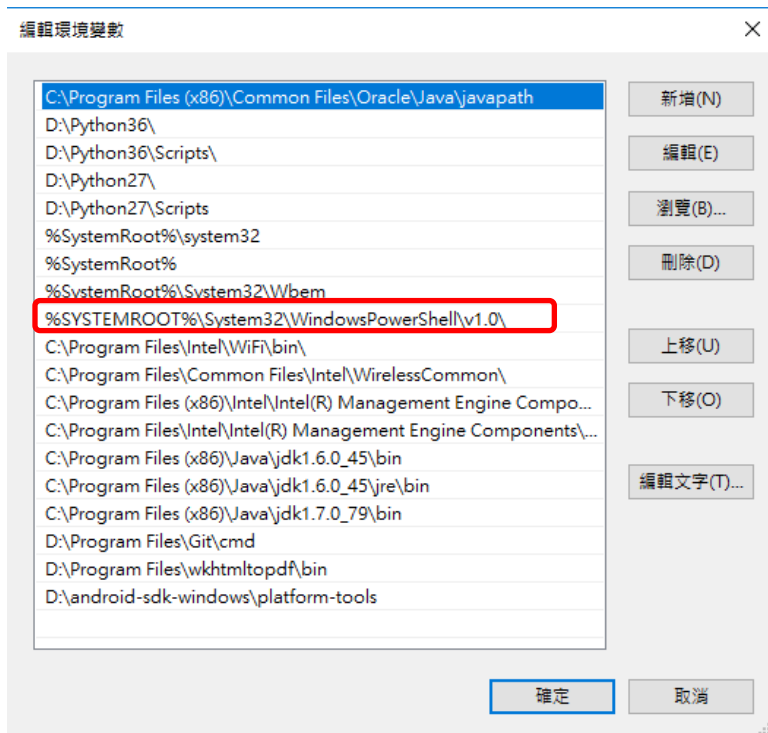 編輯環境變數
C:\Program Files (x86)\Common Files\Oracle\Java\javapath
D:\Python36\
D:\Python36\Scripts\
D:\Python27\
D:\Python27\Scripts
%SystemRoot%\system32
%SystemRoot%
%SystemRoot%\System32\Wbem
%SYSTEMROOT%\System32\WindowsPowerShell\v1.0\
C:\Program Files\Intel\WiFi\bin\
C:\Program Files\Common Files\Intel\WirelessCommon\
C:\Program Files (x86)\Intel\Intel(R) Management Engine Compo...
C:\Program Files\Intel\Intel(R) Management Engine Components\...
C:\Program Files (x86)\Java\jdk1.6.0_45\bin
C:\Program Files (x86)\Java\jdk1.6.0_45\jre\bin
C:\Program Files (x86)\Java\jdk1.7.0_79\bin
D:\Program Files\Git\cmd
D:\Program Files\wkhtmltopdf\bin
D:\android-sdk-windows\platform-tools
新增(N)
編輯(E)
瀏覽(B)...
刪除(D)
上移(U)
下移(O)
編輯文字(T)...
確定
取消